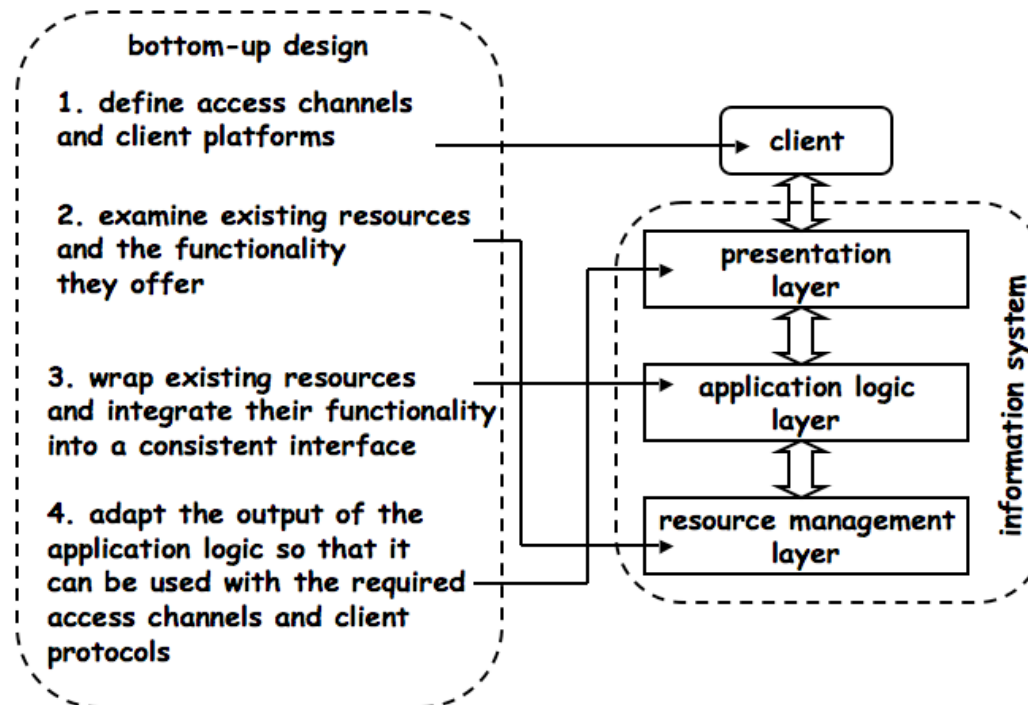 bottom-up design
1. define access channels
and client platforms
2. examine existing resources
and the functionality
they offer
3. wrap existing resources
and integrate their functionality
into a consistent interface
4. adapt the output of the
application logic so that it
can be used with the required
access channels and client
protocols
client
presentation
layer
application logic
layer
resource management
layer
information system